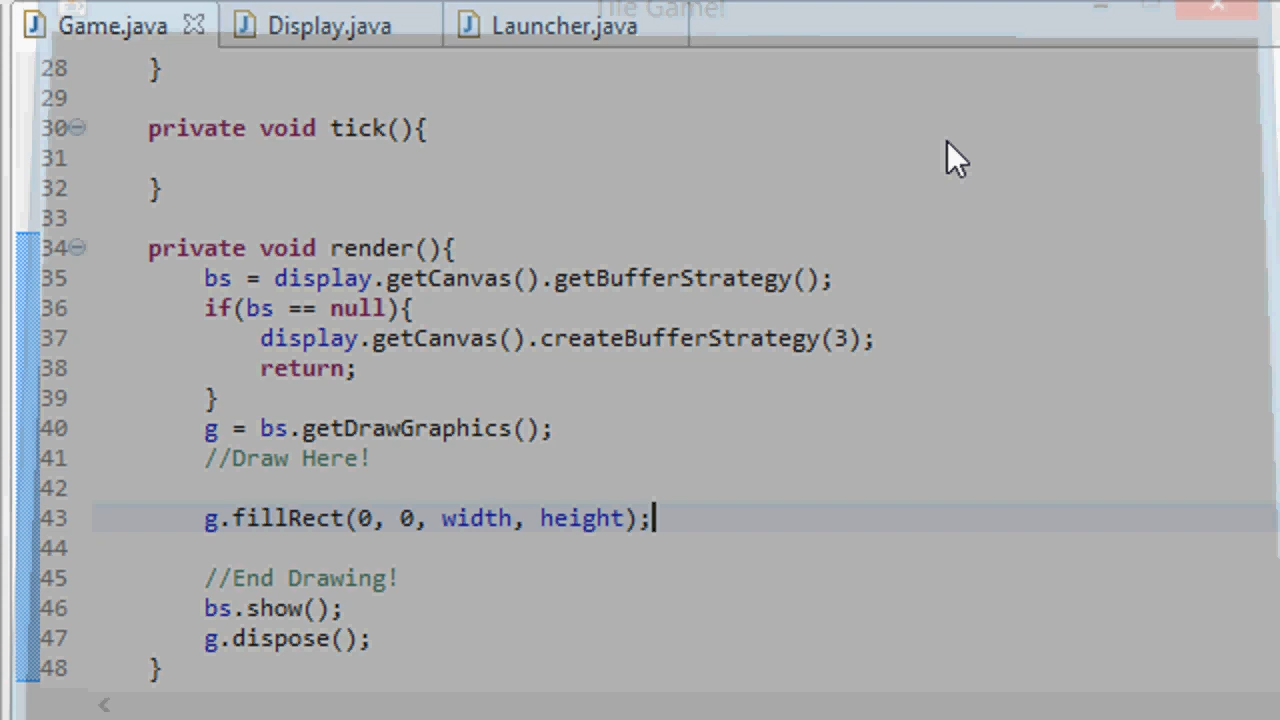 Tile Game!
Game.java Display.java Launcher.java
28 }
29
30 private void tick(){
31
32 }
33
34 private void render(){
35 bs = display.getCanvas().getBufferStrategy();
36 if(bs == null){
37 display.getCanvas().createBufferStrategy(3);
38 return;
39 }
40 g = bs.getDrawGraphics();
41 //Draw Here!
42
43 g.fillRect(0, 0, width, height);
44
45 //End Drawing!
46 bs.show();
47 g.dispose();
48 }